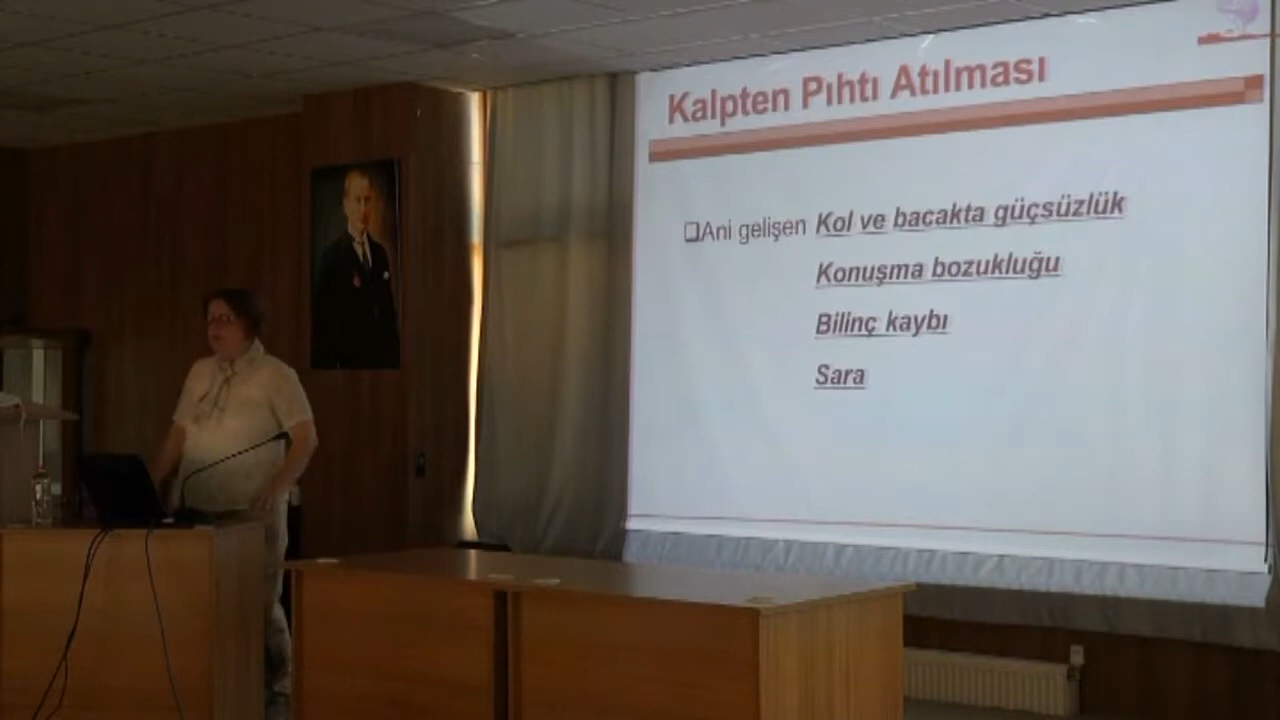 Kalpten Pıhtı Atılması
❑Ani gelişen Kol ve bacakta güçsüzlük
Konuşma bozukluğu
Bilinç kaybı
Sara